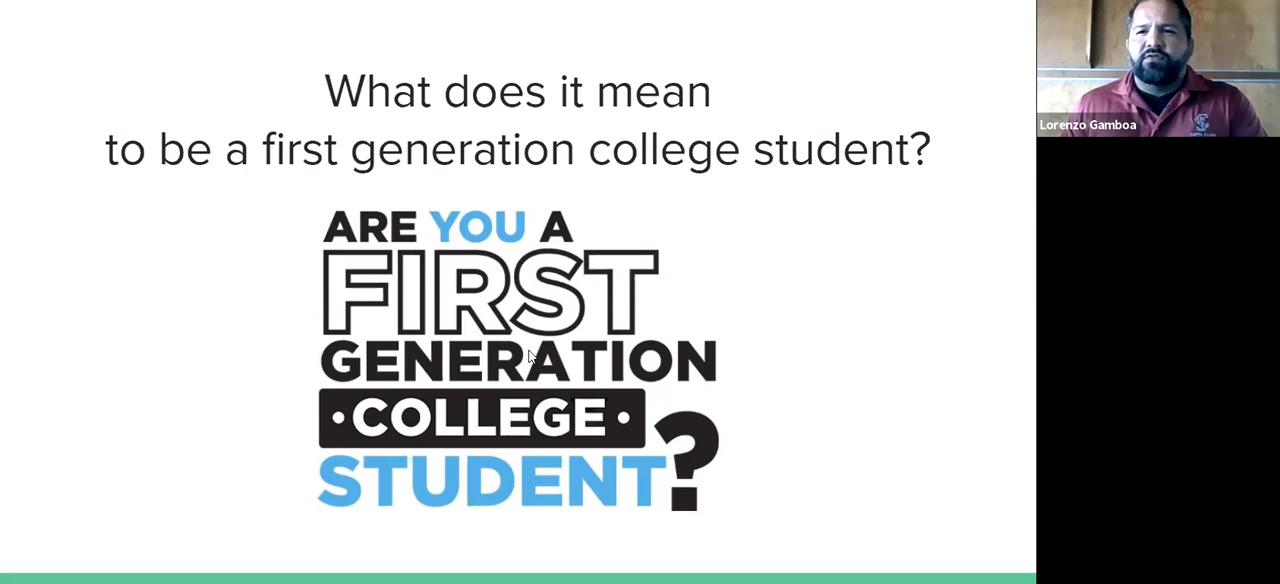 What does it mean
to be a first generation college student?
ARE YOU A
FIRST
GENERATION
• COLLEGE •
STUDENT?
Lorenzo Gamboa